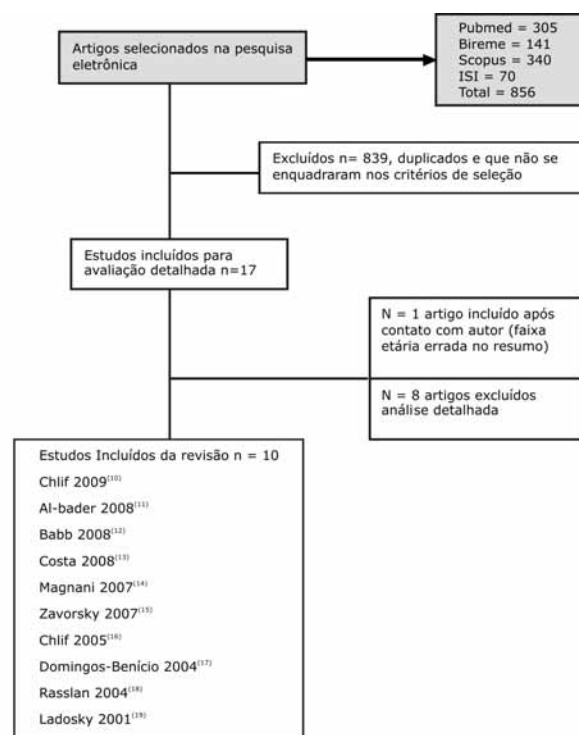 Artigos selecionados na pesquisa
eletrônica
Pubmed = 305
Bireme = 141
Scopus = 340
ISI = 70
Total = 856
Excluídos n= 839, duplicados e que não se
enquadraram nos critérios de seleção
Estudos incluídos para
avaliação detalhada n=17
N = 1 artigo incluído após
contato com autor (faixa
etária errada no resumo)
N = 8 artigos excluídos
análise detalhada
Estudos Incluídos da revisão n = 10
Chlif 2009(10)
Al-bader 2008(11)
Babb 2008(12)
Costa 2008(13)
Magnani 2007(14)
Zavorsky 2007(15)
Chlif 2005(16)
Domingos-Benício 2004(17)
Rasslan 2004(18)
Ladosky 2001(19)